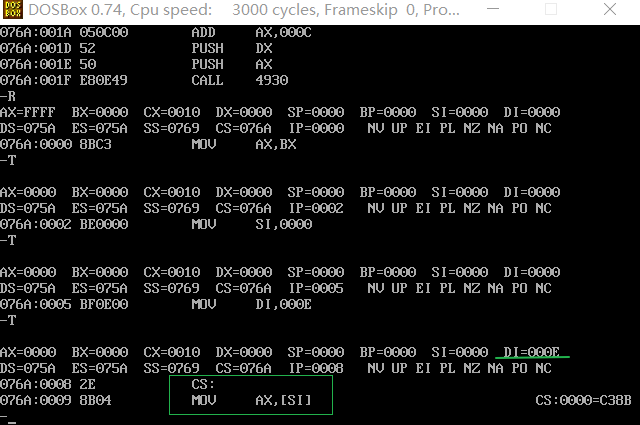 DOSBox 0.74, Cpu speed:    3000 cycles, Frameskip  0, Pro...
076A:001A 050C00        ADD     AX,000C
076A:001D 52            PUSH    DX
076A:001E 50            PUSH    AX
076A:001F E80E49        CALL    4930
-R
AX=FFFF  BX=0000  CX=0010  DX=0000  SP=0000  BP=0000  SI=0000  DI=0000
DS=075A  ES=075A  SS=0769  CS=076A  IP=0000   NV UP EI PL NZ NA PO NC
076A:0000 8BC3          MOV     AX,BX
-T
AX=0000  BX=0000  CX=0010  DX=0000  SP=0000  BP=0000  SI=0000  DI=0000
DS=075A  ES=075A  SS=0769  CS=076A  IP=0002   NV UP EI PL NZ NA PO NC
076A:0002 BE0000        MOV     SI,0000
-T
AX=0000  BX=0000  CX=0010  DX=0000  SP=0000  BP=0000  SI=0000  DI=0000
DS=075A  ES=075A  SS=0769  CS=076A  IP=0005   NV UP EI PL NZ NA PO NC
076A:0005 BF0E00        MOV     DI,000E
-T
AX=0000  BX=0000  CX=0010  DX=0000  SP=0000  BP=0000  SI=0000  DI=000E
DS=075A  ES=075A  SS=0769  CS=076A  IP=0008   NV UP EI PL NZ NA PO NC
076A:0008 2E            CS:
076A:0009 8B04          MOV     AX,[SI]                            CS:0000=C38B
-